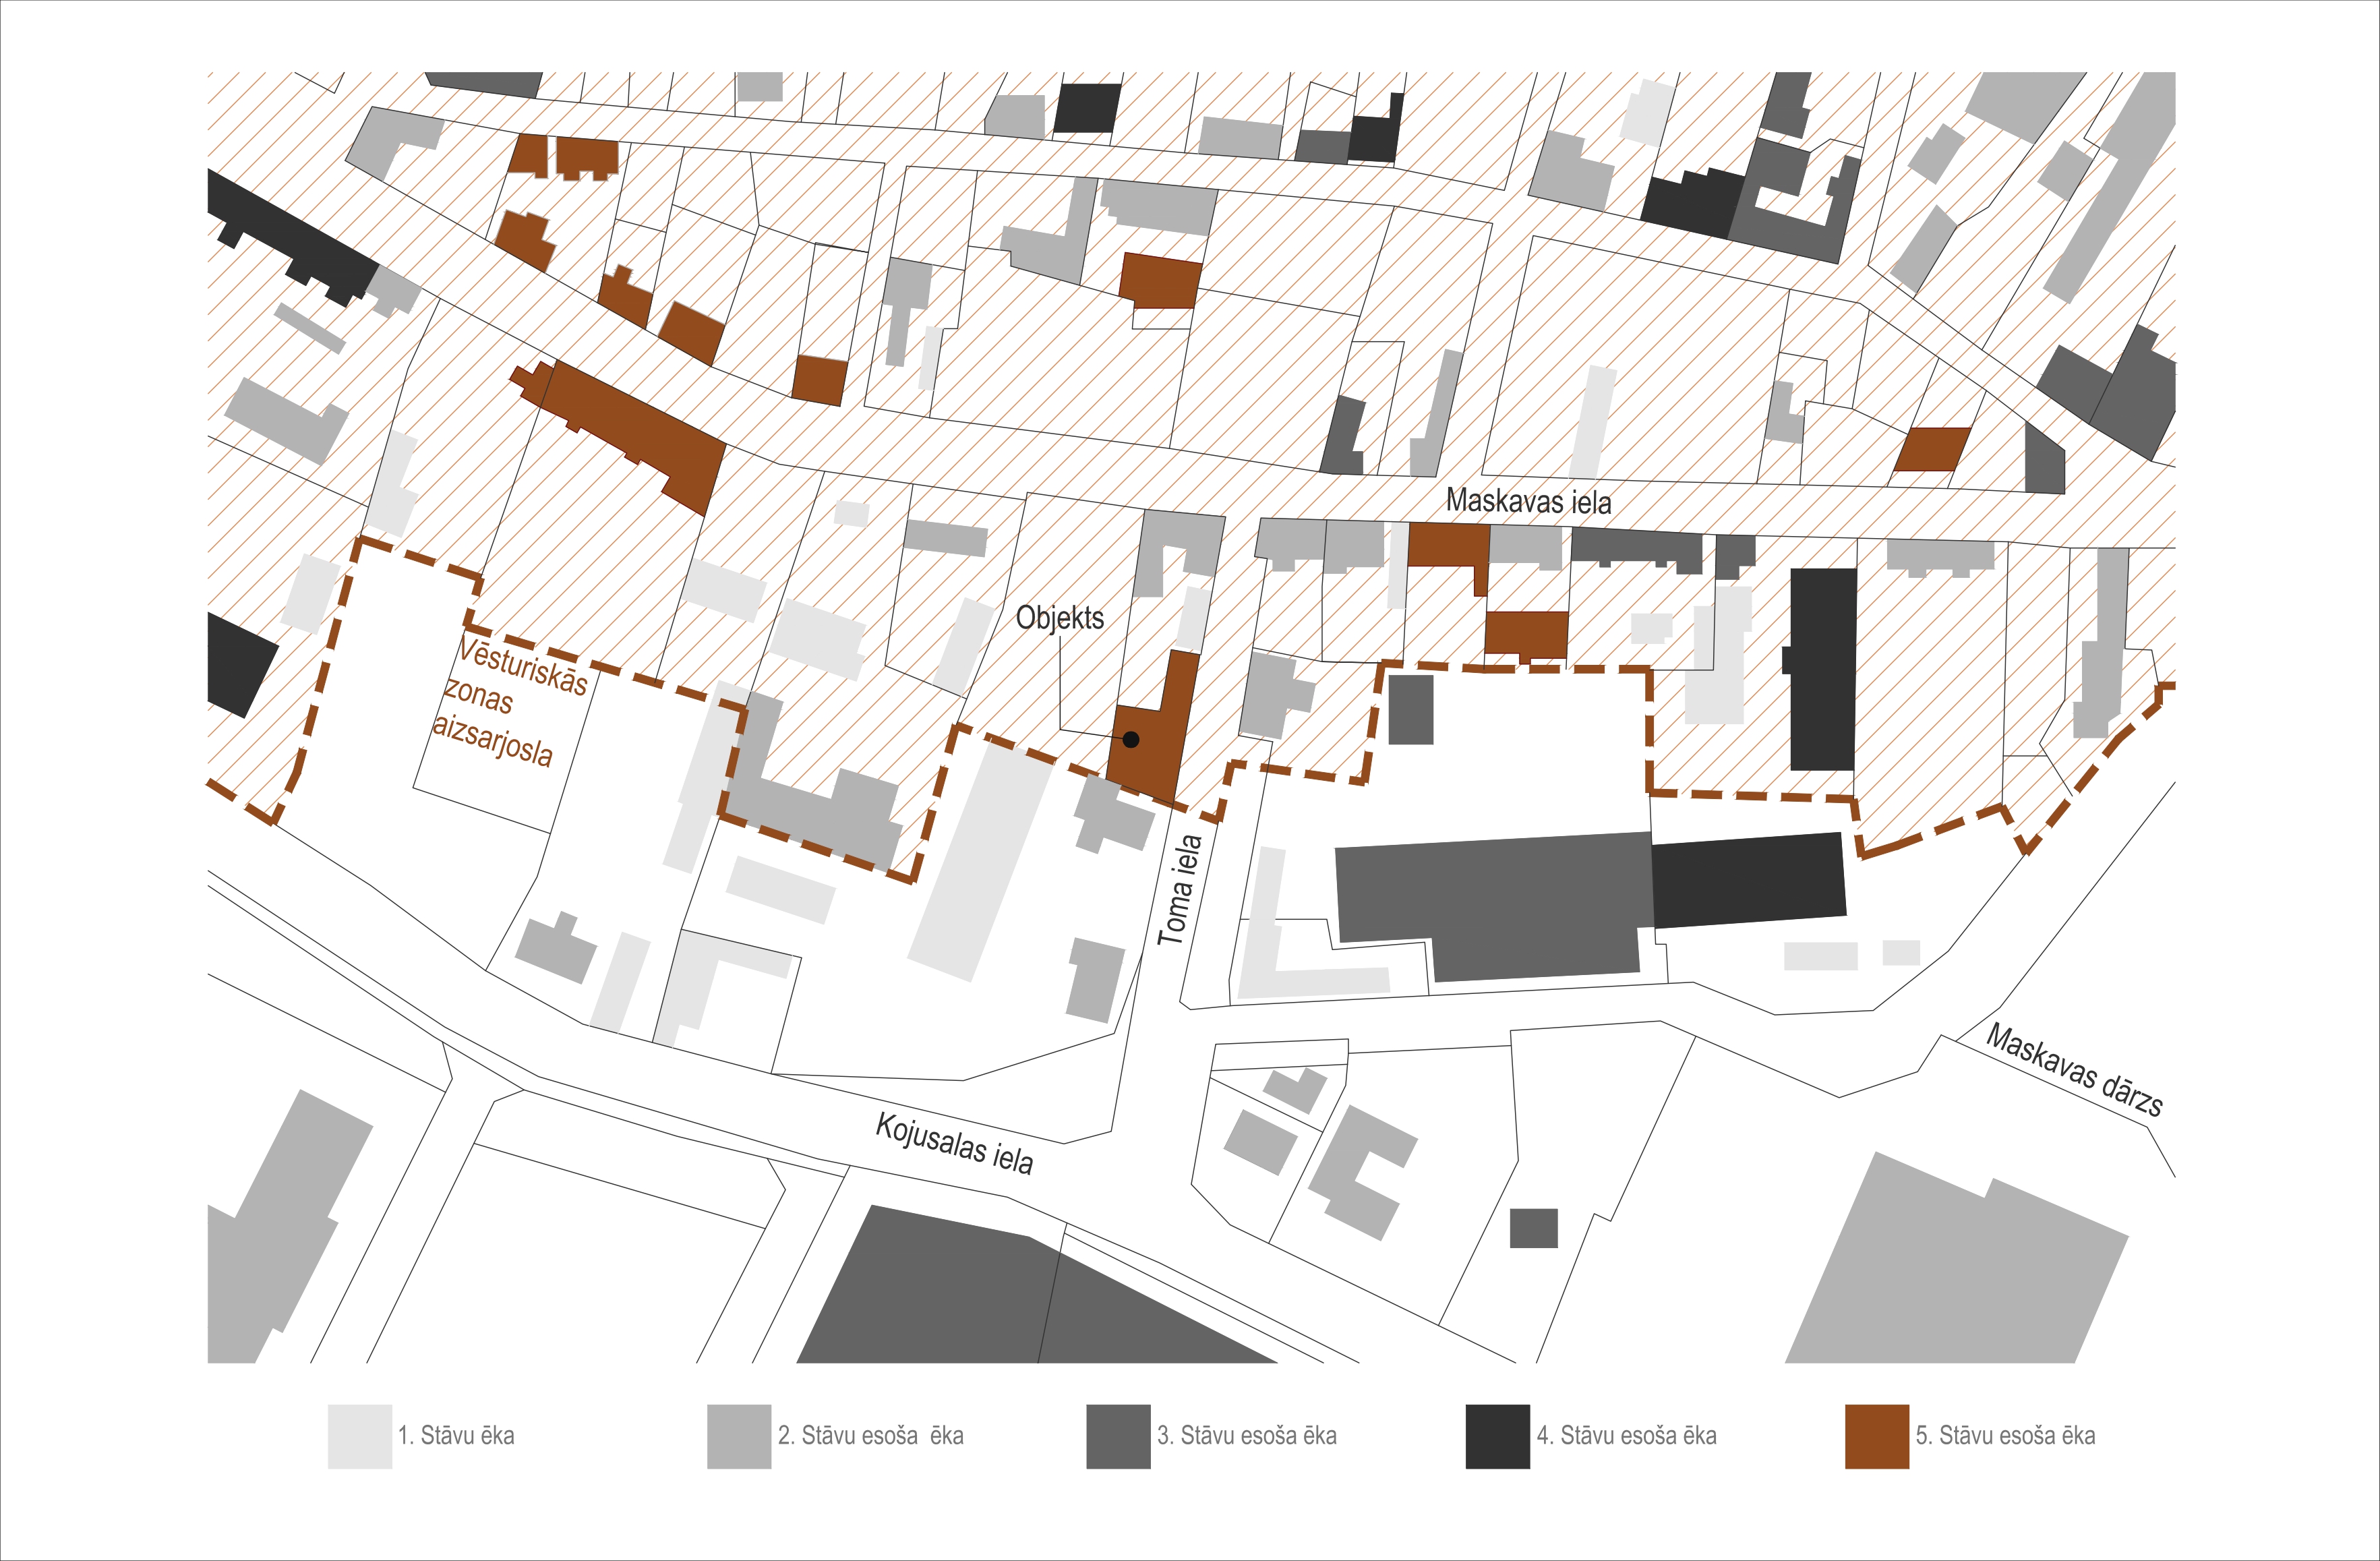 Maskavas iela
Objekts
Vēsturiskās
zonas
aizsarjosla
Toma iela
Maskavas dārzs
Kojusalas iela
1. Stāvu ēka
2. Stāvu esoša ēka
3. Stāvu esoša ēka
4. Stāvu esoša ēka
5. Stāvu esoša ēka